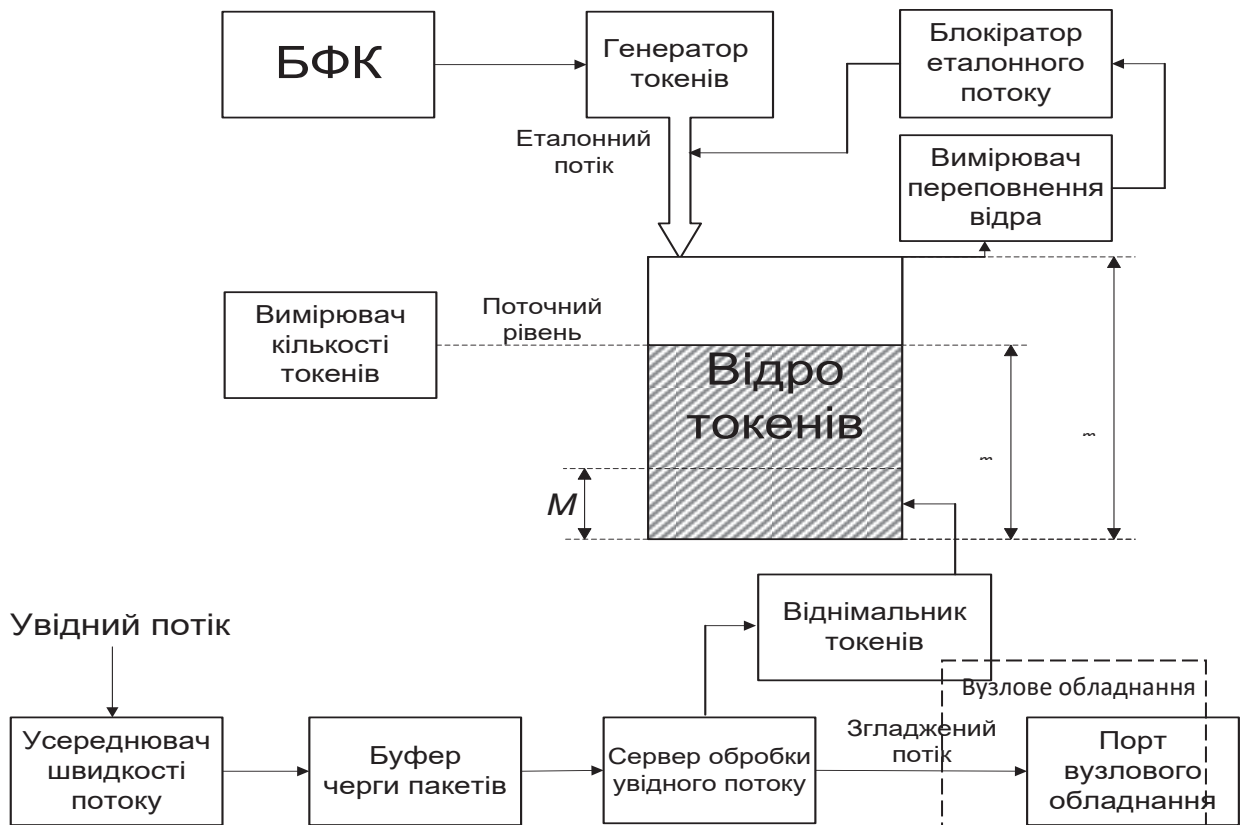 БФК
Генератор
токенів
Блокіратор
еталонного
потоку
Еталонний
потік
Вимірювач
переповнення
відра
Вимірювач
кількості
токенів
Поточний
рівень
Відро
токенів
М
Віднімальник
токенів
Увідний потік
Вузлове обладнання
Усереднювач
швидкості
потоку
Буфер
черги пакетів
Сервер обробки
увідного потоку
Згладжений
потік
Порт
вузлового
обладнання